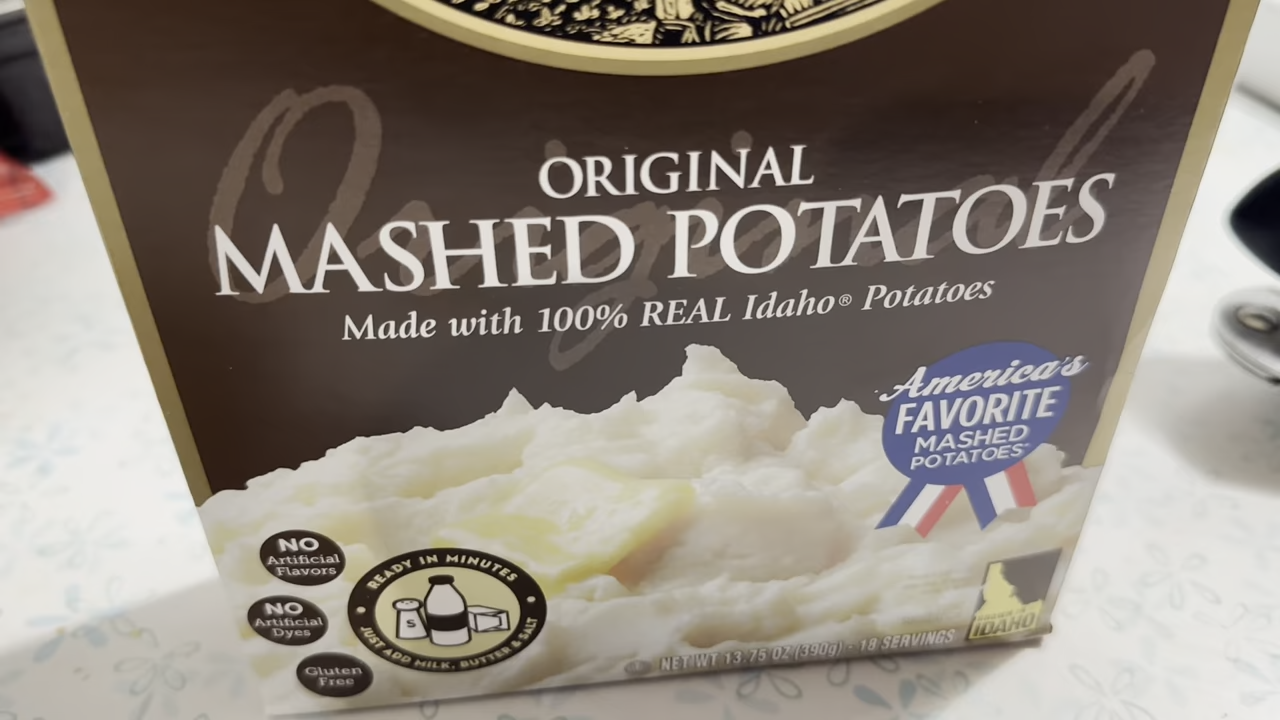 Original
ORIGINAL
MASHED POTATOES
Made with 100% REAL Idaho® Potatoes
America's
FAVORITE
MASHED
POTATOES™
NO
Artificial
Flavors
NO
Artificial
Dyes
Gluten
Free
READY IN MINUTES
S
JUST ADD MILK, BUTTER & SALT
NET WT 13.75 OZ (390g) - 18 SERVINGS
IDAHO